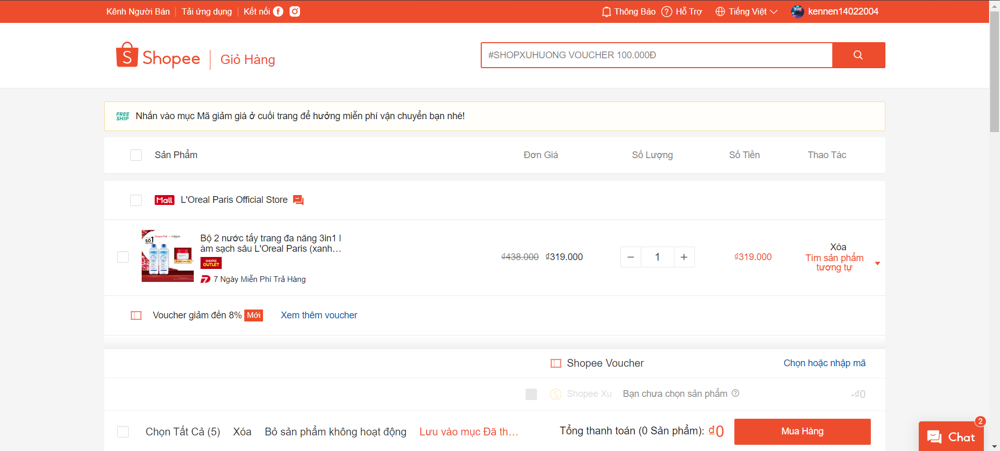 Kênh Người Bán
Tải ứng dụng
Kết nối
Thông Báo
Hỗ Trợ
Tiếng Việt
kennen14022004
Shopee
Giỏ Hàng
#SHOPXUHUONG VOUCHER 100.000Đ
FREE SHIP
Nhấn vào mục Mã giảm giá ở cuối trang để hưởng miễn phí vận chuyển bạn nhé!
Sản Phẩm
Đơn Giá
Số Lượng
Số Tiền
Thao Tác
Mall
L'Oreal Paris Official Store
Bộ 2 nước tấy trang đa năng 3in1 l
àm sạch sâu L'Oreal Paris (xanh...
SHOPEE
OUTLET
7 Ngày Miễn Phí Trả Hàng
₫438.000 ₫319.000
1
₫319.000
Xóa
Tìm sản phẩm
tương tự
Voucher giảm đến 8%
Mới
Xem thêm voucher
Shopee Voucher
Chọn hoặc nhập mã
Shopee Xu
Bạn chưa chọn sản phẩm
-₫0
Chọn Tất Cả (5)
Xóa
Bỏ sản phẩm không hoạt động
Lưu vào mục Đã th...
Tổng thanh toán (0 Sản phẩm): ₫0
Mua Hàng
2
Chat